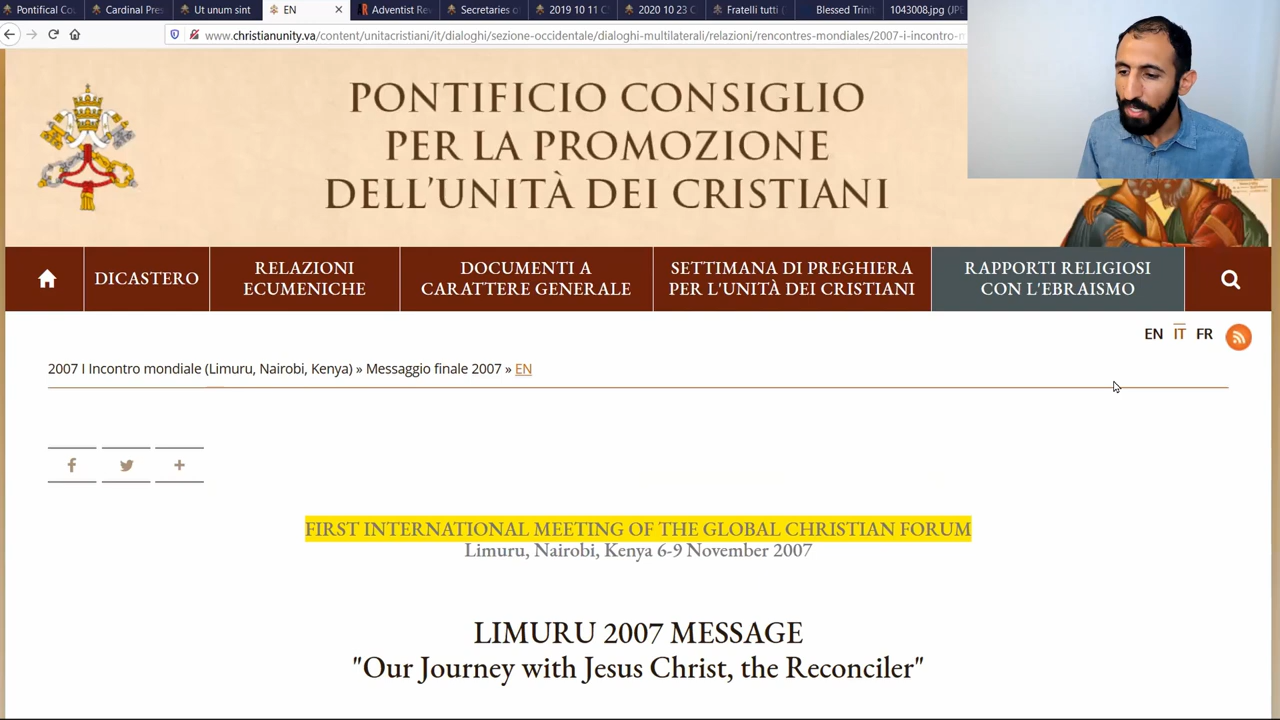 Pontifical Co
Cardinal Pres
Ut unum sint
EN
Adventist Re
Secretaries o
2019 10 11 C
2020 10 23 C
Fratelli tutti (
Blessed Trinit
1043008.jpg (JPE
www.christianunity.va/content/unitacristiani/it/dialoghi/sezione-occidentale/dialoghi-multilaterali/relazioni/rencontres-mondiales/2007-i-incontro-m
PONTIFICIO CONSIGLIO
PER LA PROMOZIONE
DELL'UNITÀ DEI CRISTIANI
DICASTERO
RELAZIONI
ECUMENICHE
DOCUMENTI A
CARATTERE GENERALE
SETTIMANA DI PREGHIERA
PER L'UNITÀ DEI CRISTIANI
RAPPORTI RELIGIOSI
CON L'EBRAISMO
EN IT FR
2007 I Incontro mondiale (Limuru, Nairobi, Kenya) » Messaggio finale 2007 » EN
FIRST INTERNATIONAL MEETING OF THE GLOBAL CHRISTIAN FORUM
Limuru, Nairobi, Kenya 6-9 November 2007
LIMURU 2007 MESSAGE
"Our Journey with Jesus Christ, the Reconciler"